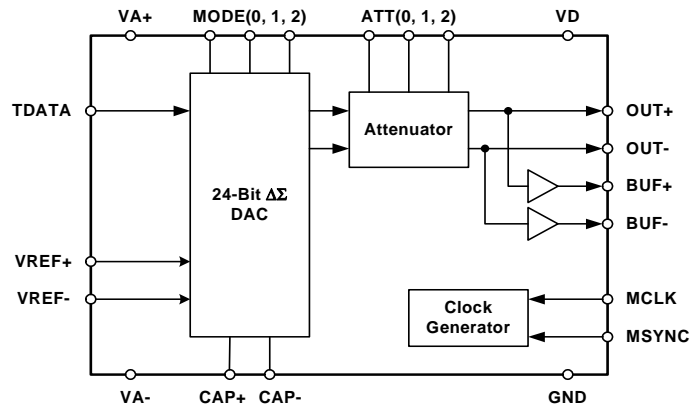 VA+ MODE(0, 1, 2) ATT(0, 1, 2) VD
TDATA
OUT+
Attenuator
OUT-
24-Bit ΔΣ
DAC
BUF+
BUF-
VREF+
VREF-
Clock
Generator
MCLK
MSYNC
VA- CAP+ CAP- GND